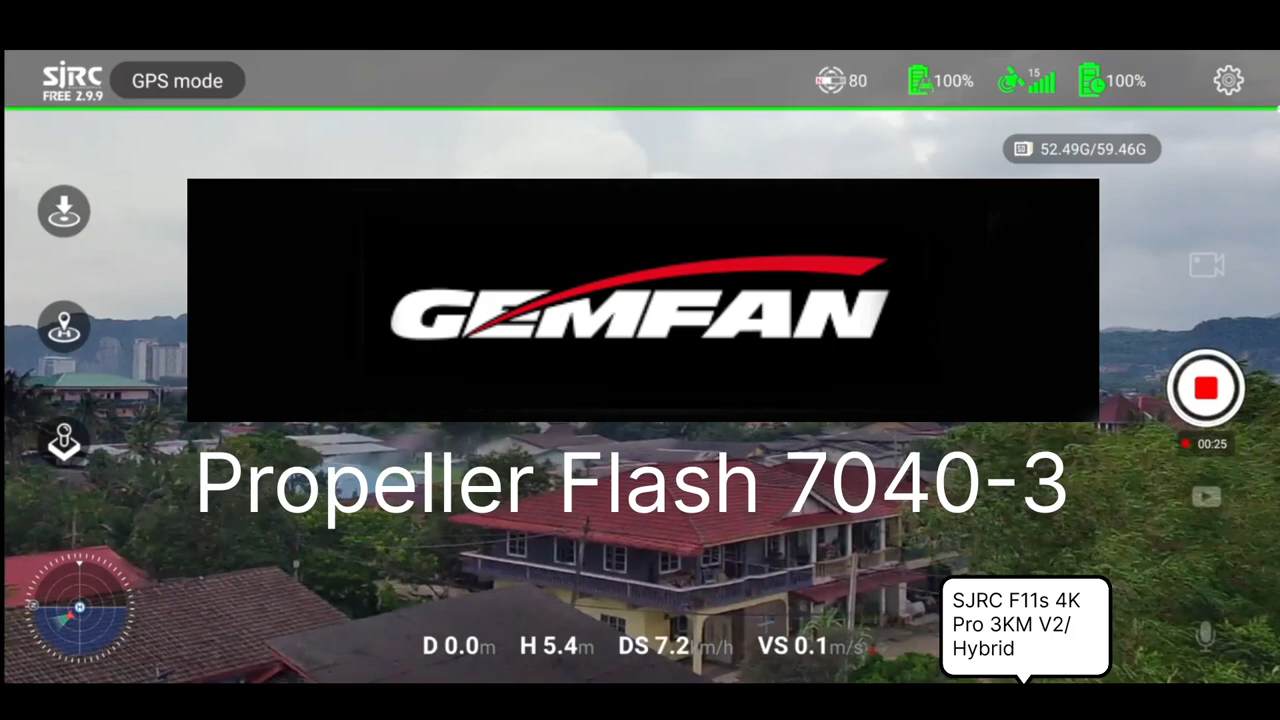 SJRC
FREE 2.9.9
GPS mode
N
80
100%
15
100%
SD
52.49G/59.46G
GEMFAN
Propeller Flash 7040-3
00:25
H
D 0.0m H 5.4m DS 7.2km/h VS 0.1m/s
SJRC F11s 4K
Pro 3KM V2/
Hybrid